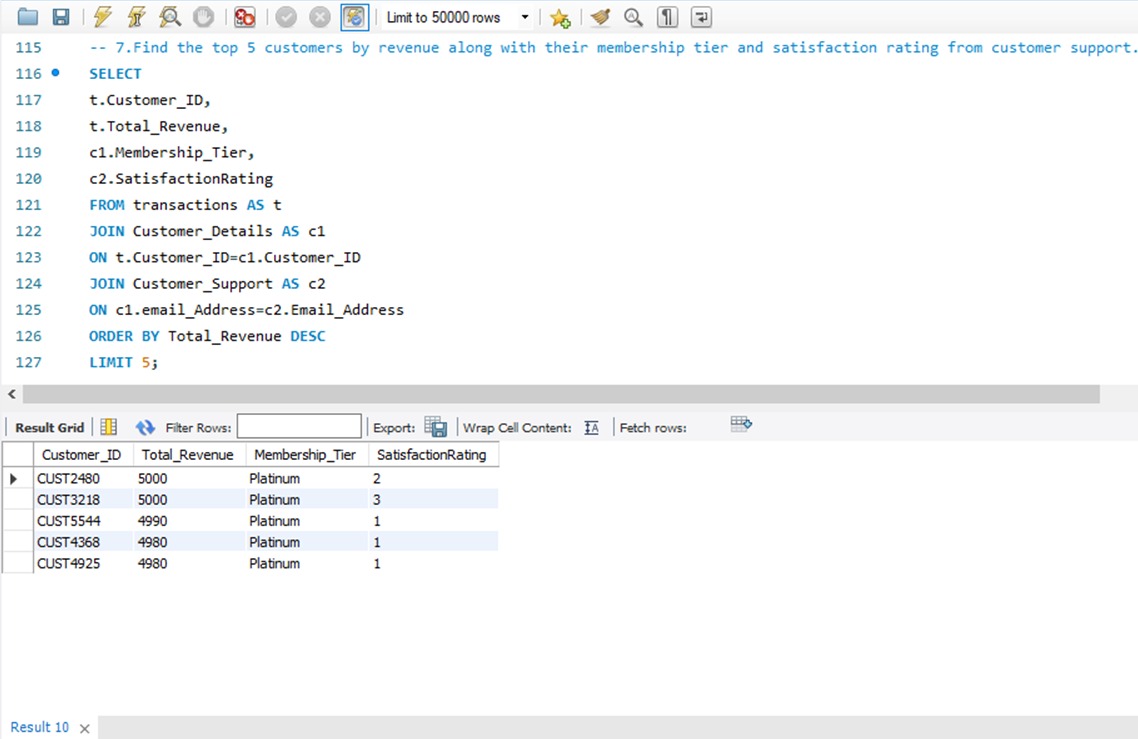 Limit to 50000 rows
115 -- 7.Find the top 5 customers by revenue along with their membership tier and satisfaction rating from customer support.
116 SELECT
117 t.Customer_ID,
118 t.Total_Revenue,
119 c1.Membership_Tier,
120 c2.SatisfactionRating
121 FROM transactions AS t
122 JOIN Customer_Details AS c1
123 ON t.Customer_ID=c1.Customer_ID
124 JOIN Customer_Support AS c2
125 ON c1.email_Address=c2.Email_Address
126 ORDER BY Total_Revenue DESC
127 LIMIT 5;
Result Grid Filter Rows: Export: Wrap Cell Content: IA Fetch rows:
Customer_ID Total_Revenue Membership_Tier SatisfactionRating
CUST2480 5000 Platinum 2
CUST3218 5000 Platinum 3
CUST5544 4990 Platinum 1
CUST4368 4980 Platinum 1
CUST4925 4980 Platinum 1
Result 10